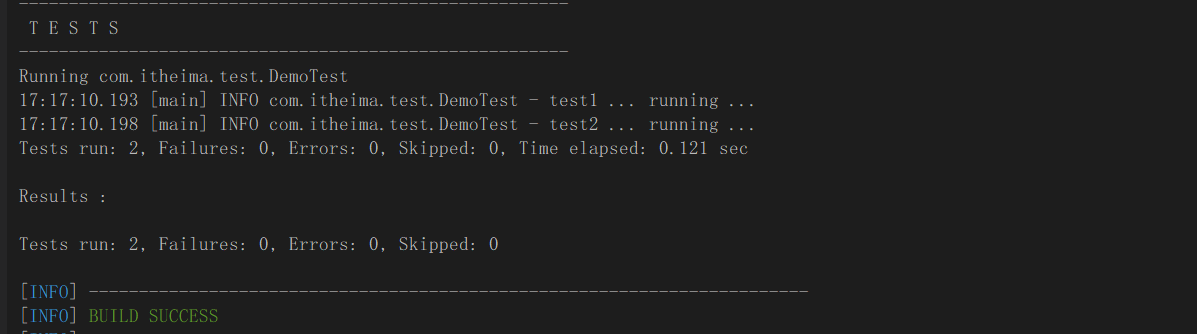 -------------------------------------------------------
T E S T S
-------------------------------------------------------
Running com.itheima.test.DemoTest
17:17:10.193 [main] INFO com.itheima.test.DemoTest - test1 ... running ...
17:17:10.198 [main] INFO com.itheima.test.DemoTest - test2 ... running ...
Tests run: 2, Failures: 0, Errors: 0, Skipped: 0, Time elapsed: 0.121 sec
Results :
Tests run: 2, Failures: 0, Errors: 0, Skipped: 0
[INFO] ------------------------------------------------------------------------
[INFO] BUILD SUCCESS